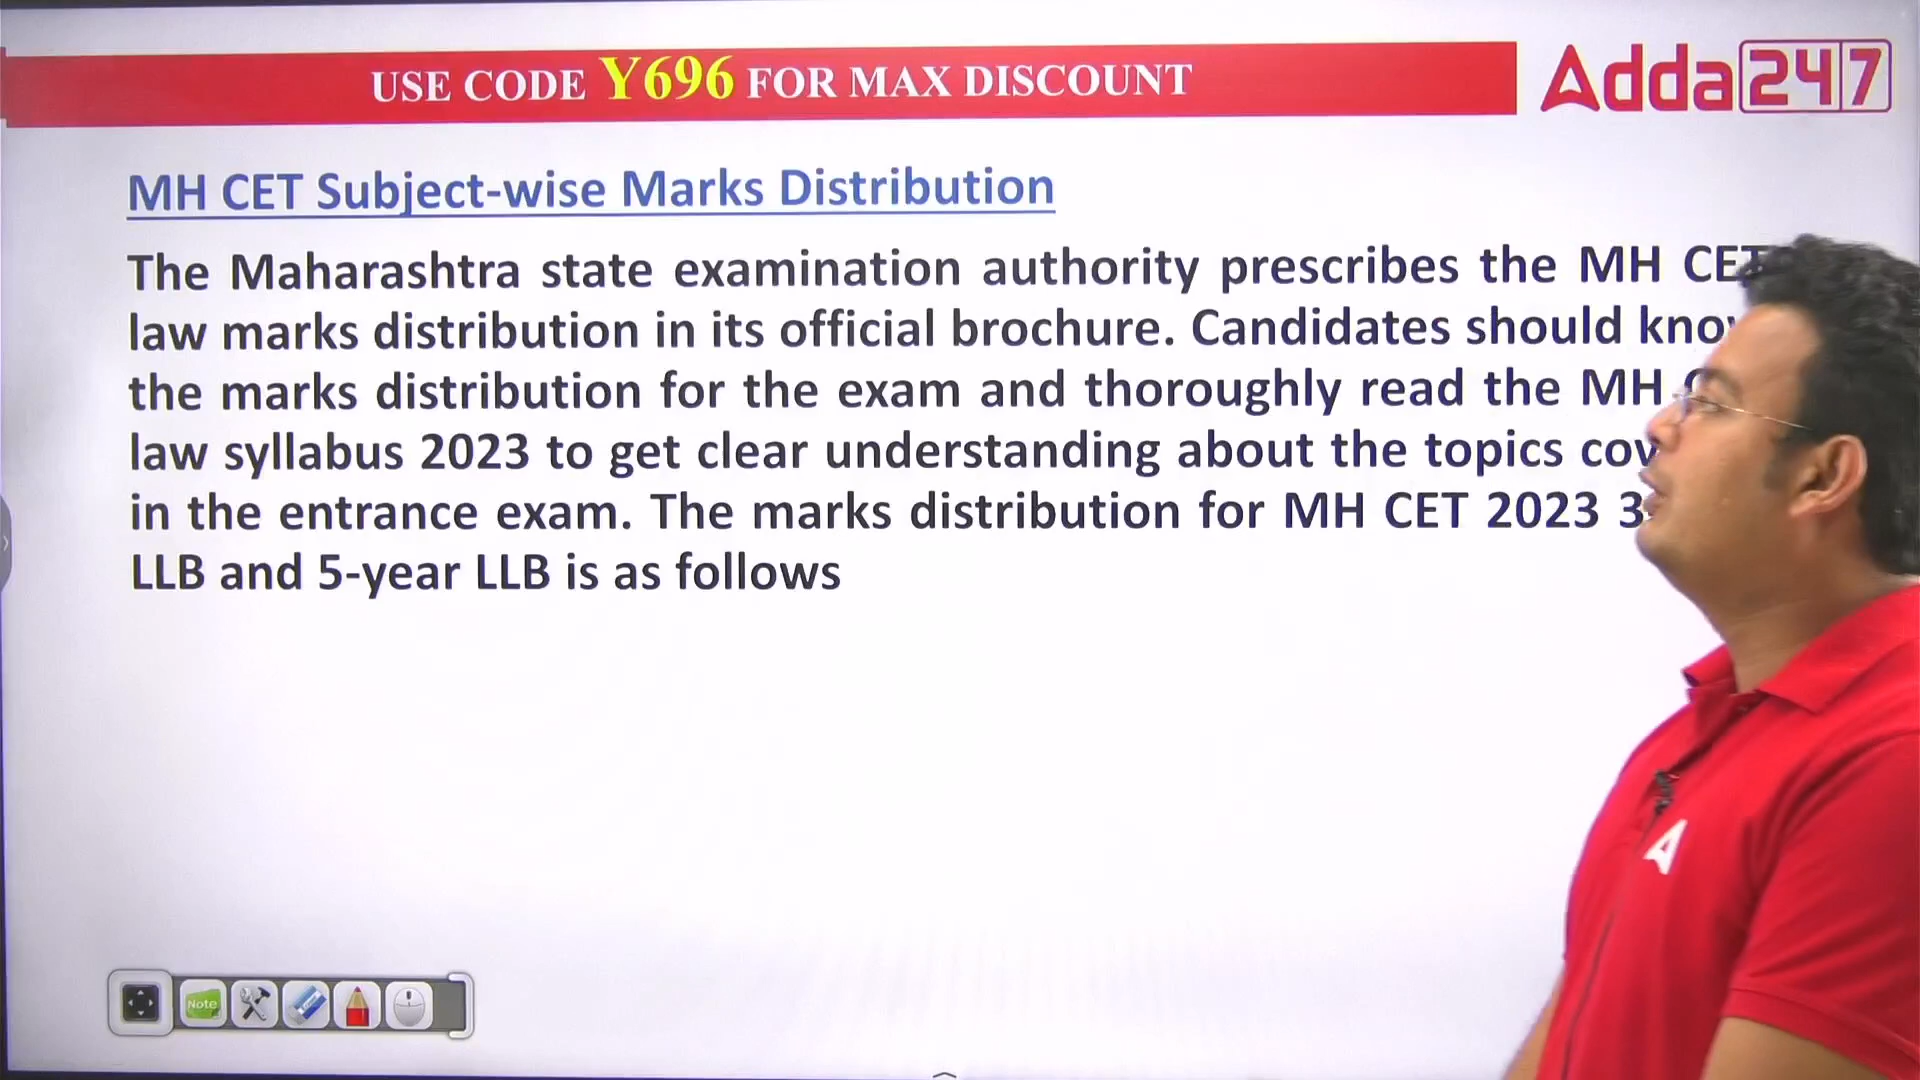 USE CODE Y696 FOR MAX DISCOUNT
Adda247
MH CET Subject-wise Marks Distribution
The Maharashtra state examination authority prescribes the MH CET
law marks distribution in its official brochure. Candidates should
the marks distribution for the exam and thoroughly read the MH
law syllabus 2023 to get clear understanding about the topics
in the entrance exam. The marks distribution for MH CET 2023
LLB and 5-year LLB is as follows
Note
A